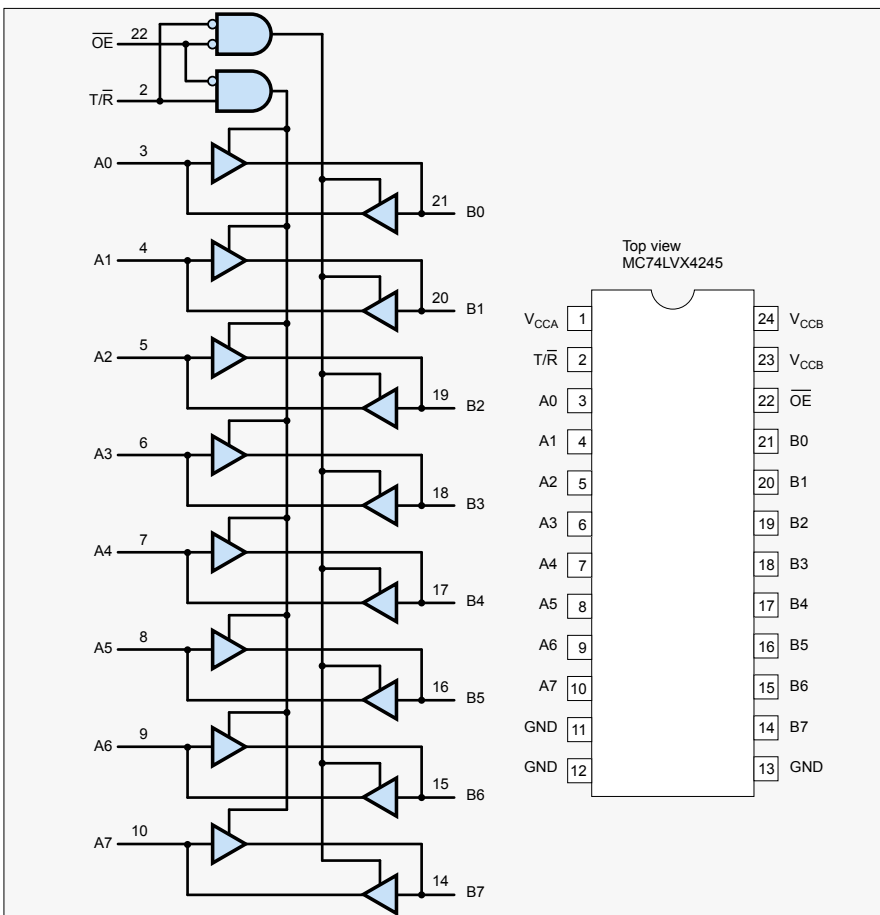 O̅E̅ 22
T/R̅ 2
A0 3
21 B0
A1 4
20 B1
A2 5
19 B2
A3 6
18 B3
A4 7
17 B4
A5 8
16 B5
A6 9
15 B6
A7 10
14 B7
Top view
MC74LVX4245
VCCA 1 24 VCCB
T/R̅ 2 23 VCCB
A0 3 22 O̅E̅
A1 4 21 B0
A2 5 20 B1
A3 6 19 B2
A4 7 18 B3
A5 8 17 B4
A6 9 16 B5
A7 10 15 B6
GND 11 14 B7
GND 12 13 GND